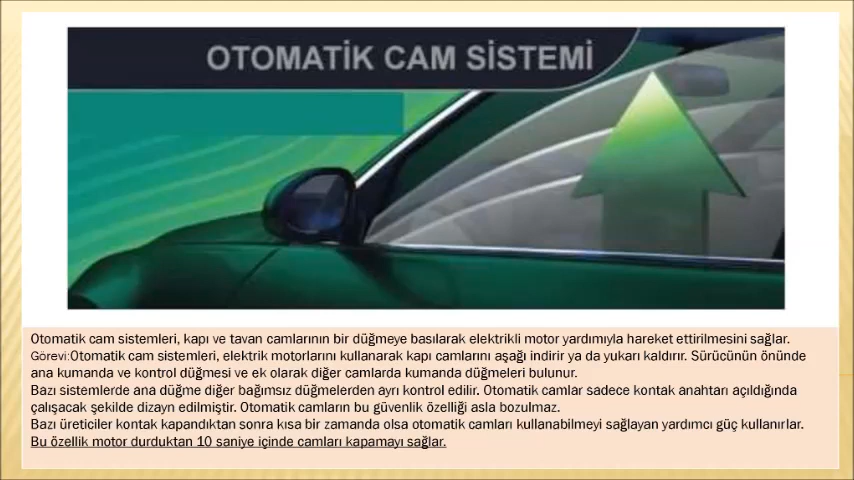 OTOMATİK CAM SİSTEMİ
Otomatik cam sistemleri, kapı ve tavan camlarının bir düğmeye basılarak elektrikli motor yardımıyla hareket ettirilmesini sağlar.
Görevi:Otomatik cam sistemleri, elektrik motorlarını kullanarak kapı camlarını aşağı indirir ya da yukarı kaldırır. Sürücünün önünde
ana kumanda ve kontrol düğmesi ve ek olarak diğer camlarda kumanda düğmeleri bulunur.
Bazı sistemlerde ana düğme diğer bağımsız düğmelerden ayrı kontrol edilir. Otomatik camlar sadece kontak anahtarı açıldığında
çalışacak şekilde dizayn edilmiştir. Otomatik camların bu güvenlik özelliği asla bozulmaz.
Bazı üreticiler kontak kapandıktan sonra kısa bir zamanda olsa otomatik camları kullanabilmeyi sağlayan yardımcı güç kullanırlar.
Bu özellik motor durduktan 10 saniye içinde camları kapamayı sağlar.